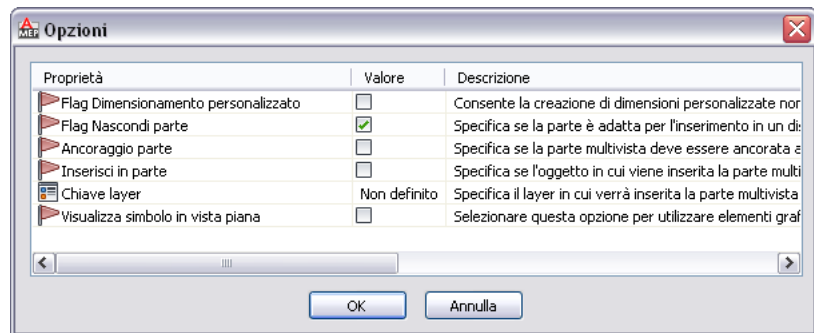 MEP Opzioni
Proprietà Valore Descrizione
Flag Dimensionamento personalizzato Consente la creazione di dimensioni personalizzate nor
Flag Nascondi parte Specifica se la parte è adatta per l'inserimento in un di
Ancoraggio parte Specifica se la parte multivista deve essere ancorata a
Inserisci in parte Specifica se l'oggetto in cui viene inserita la parte multi
Chiave layer Non definito Specifica il layer in cui verrà inserita la parte multivista
Visualizza simbolo in vista piana Selezionare questa opzione per utilizzare elementi graf
OK Annulla